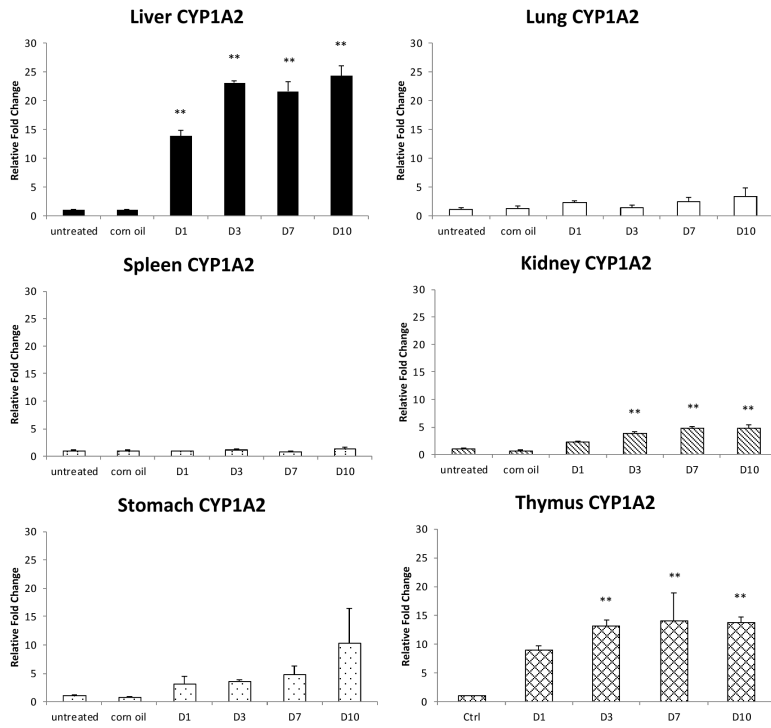 Liver CYP1A2
Relative Fold Change
30
25
20
15
10
5
0
** ** ** **
untreated corn oil D1 D3 D7 D10
Lung CYP1A2
Relative Fold Change
30
25
20
15
10
5
0
untreated corn oil D1 D3 D7 D10
Spleen CYP1A2
Relative Fold Change
30
25
20
15
10
5
0
untreated corn oil D1 D3 D7 D10
Kidney CYP1A2
Relative Fold Change
30
25
20
15
10
5
0
** ** **
untreated corn oil D1 D3 D7 D10
Stomach CYP1A2
Relative Fold Change
30
25
20
15
10
5
0
untreated corn oil D1 D3 D7 D10
Thymus CYP1A2
Relative Fold Change
30
25
20
15
10
5
0
** ** **
Ctrl D1 D3 D7 D10